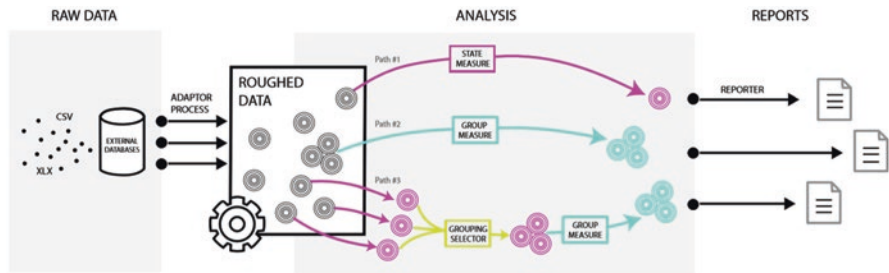 RAW DATA
ANALYSIS
REPORTS
CSV
XLX
EXTERNAL
DATABASES
ADAPTOR
PROCESS
ROUGHED
DATA
Path #1
STATE
MEASURE
Path #2
GROUP
MEASURE
Path #3
GROUPING
SELECTOR
GROUP
MEASURE
REPORTER